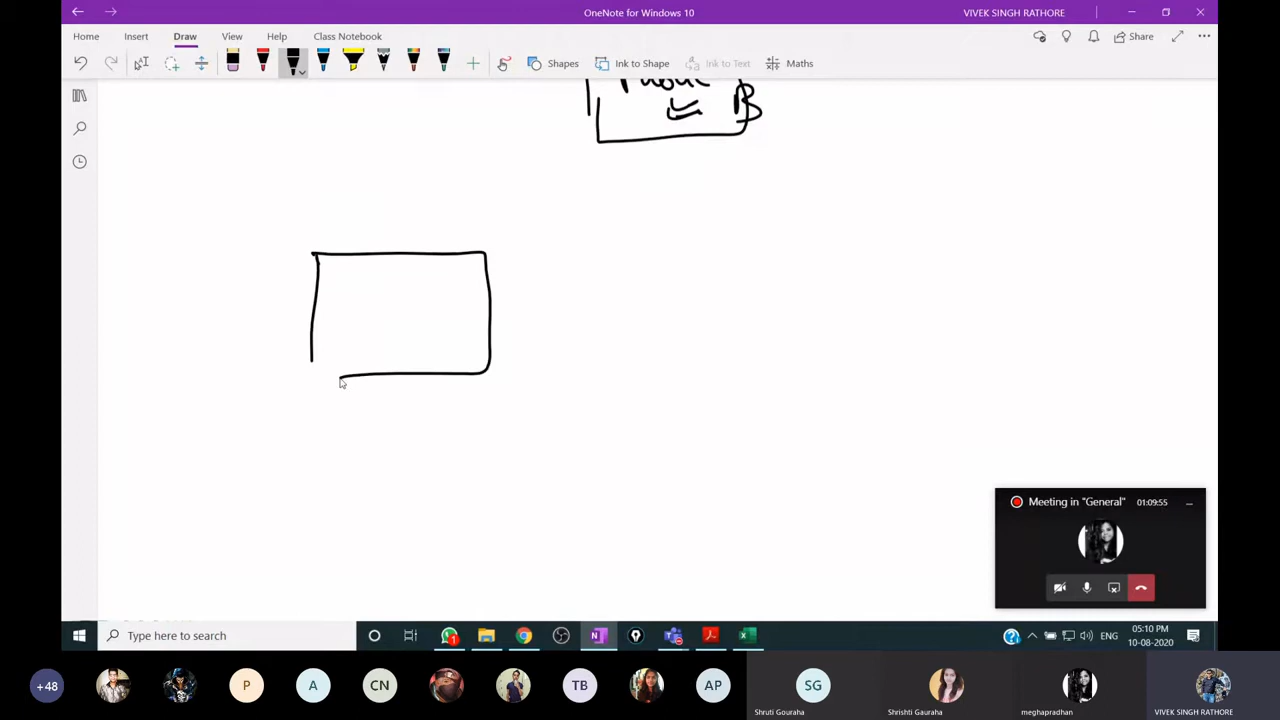 OneNote for Windows 10
VIVEK SINGH RATHORE
Home Insert Draw View Help Class Notebook
Share
Shapes Ink to Shape Ink to Text Maths
B
Meeting in "General" 01:09:55
Type here to search
1
ENG
05:10 PM
10-08-2020
+48 P A CN TB AP SG
Shruti Gouraha Shrishti Gauraha meghapradhan VIVEK SINGH RATHORE